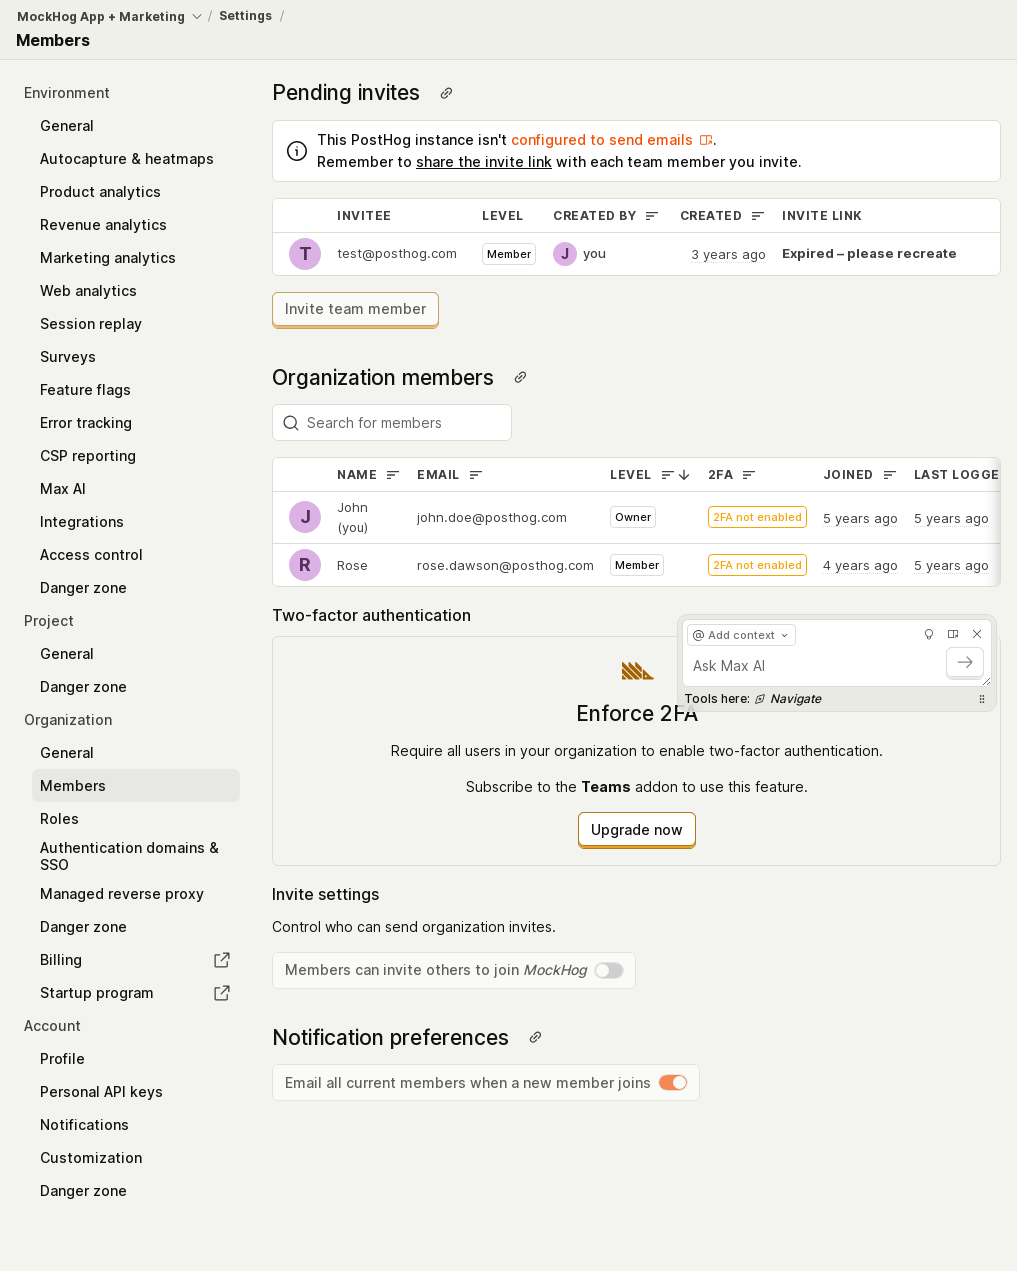 MockHog App + Marketing / Settings /
Members
Environment
General
Autocapture & heatmaps
Product analytics
Revenue analytics
Marketing analytics
Web analytics
Session replay
Surveys
Feature flags
Error tracking
CSP reporting
Max AI
Integrations
Access control
Danger zone
Project
General
Danger zone
Organization
General
Members
Roles
Authentication domains &
SSO
Managed reverse proxy
Danger zone
Billing
Startup program
Account
Profile
Personal API keys
Notifications
Customization
Danger zone
Pending invites
This PostHog instance isn't configured to send emails.
Remember to share the invite link with each team member you invite.
INVITEE LEVEL CREATED BY CREATED INVITE LINK
T test@posthog.com Member J you 3 years ago Expired – please recreate
Invite team member
Organization members
Search for members
NAME EMAIL LEVEL 2FA JOINED LAST LOGGE
J John (you) john.doe@posthog.com Owner 2FA not enabled 5 years ago 5 years ago
R Rose rose.dawson@posthog.com Member 2FA not enabled 4 years ago 5 years ago
Two-factor authentication
@ Add context
Ask Max AI
Tools here: Navigate
Enforce 2FA
Require all users in your organization to enable two-factor authentication.
Subscribe to the Teams addon to use this feature.
Upgrade now
Invite settings
Control who can send organization invites.
Members can invite others to join MockHog
Notification preferences
Email all current members when a new member joins